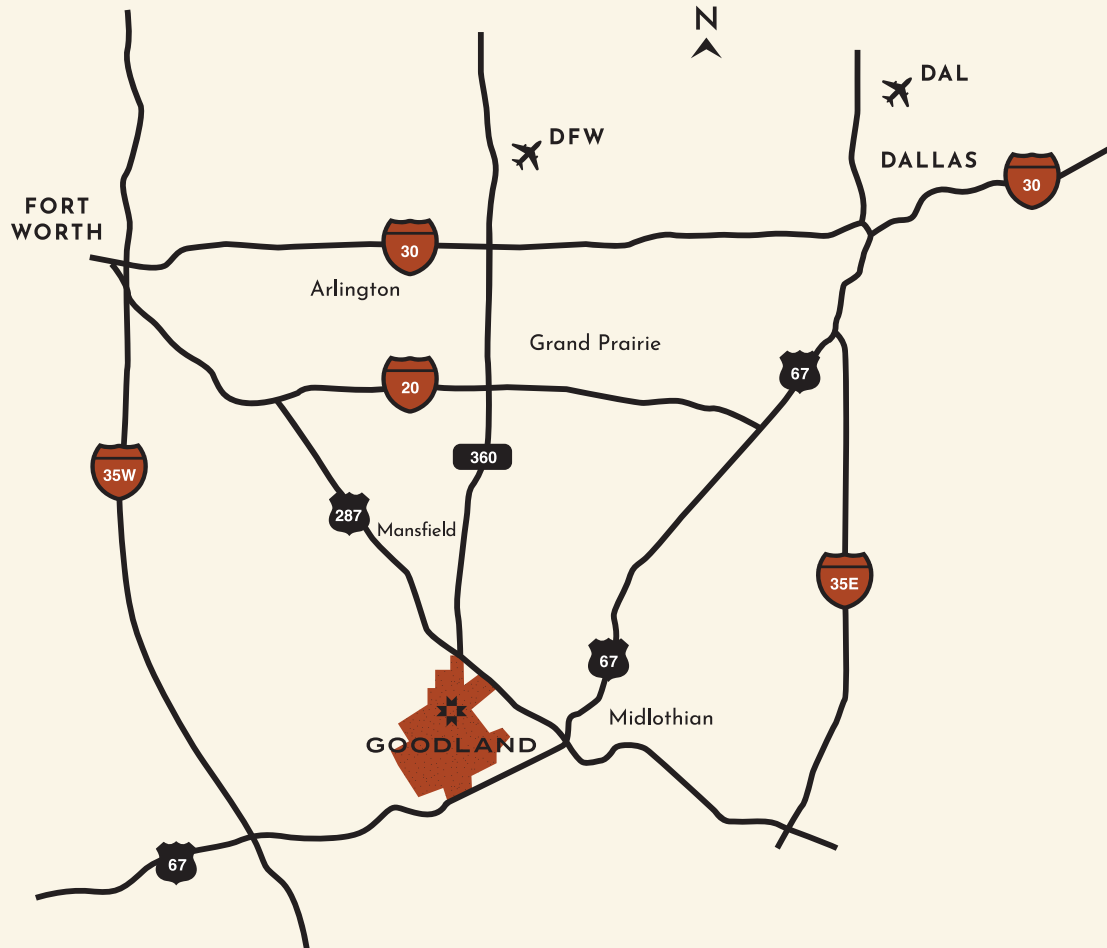 N
DAL
DFW
DALLAS
30
FORT
WORTH
30
Arlington
Grand Prairie
67
20
360
35W
287
Mansfield
35E
67
Midlothian
GOODLAND
67